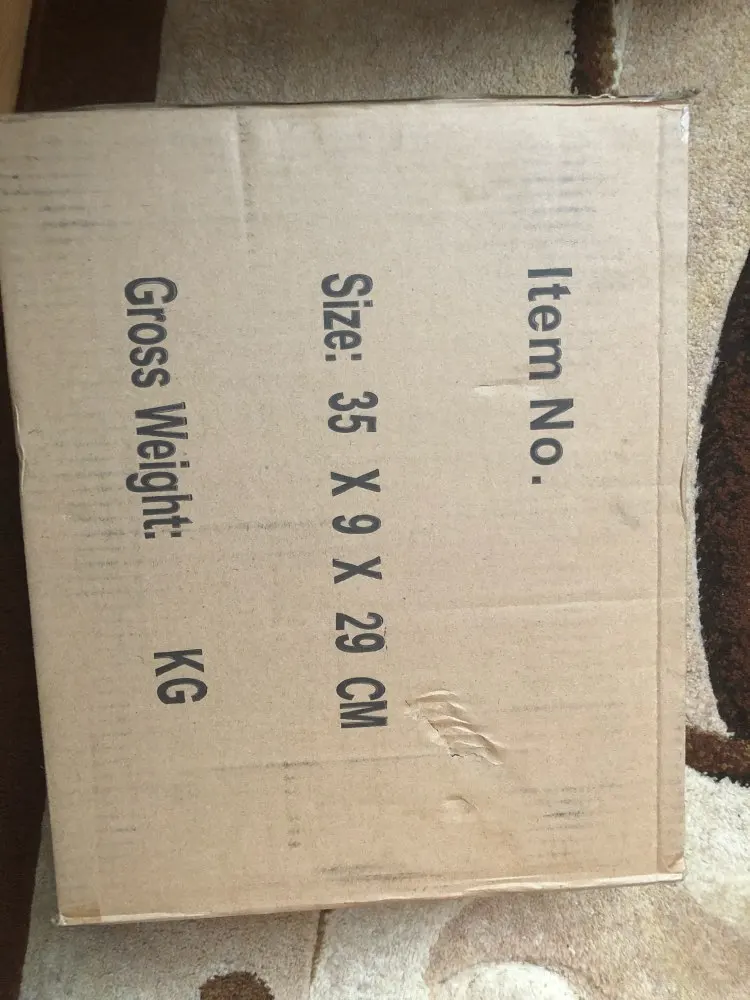 Item No.
Size: 35 X 9 X 29 CM
Gross Weight: KG